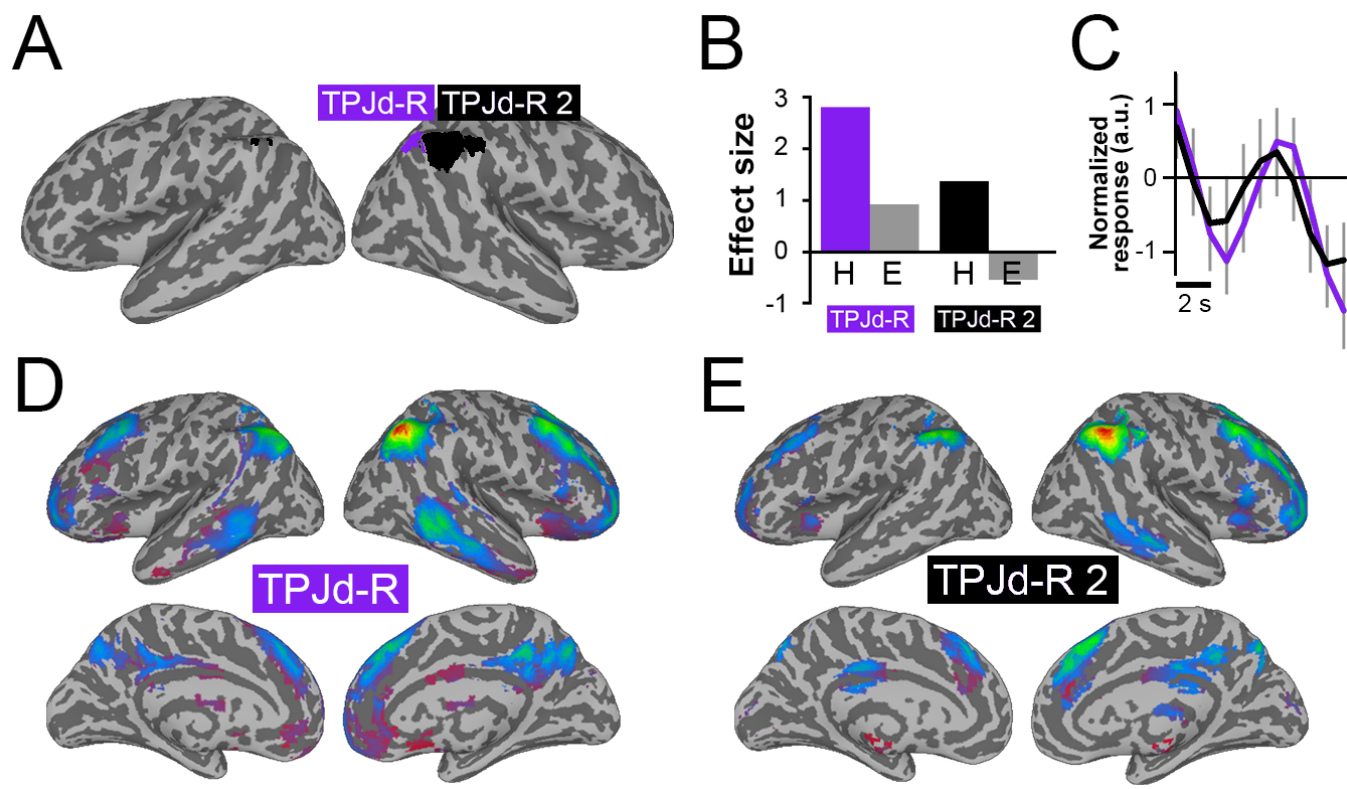 A
TPJd-R TPJd-R 2
B
Effect size
3
2
1
0
-1
H E H E
TPJd-R TPJd-R 2
C
Normalized
response (a.u.)
1
0
-1
2 s
D
TPJd-R
E
TPJd-R 2